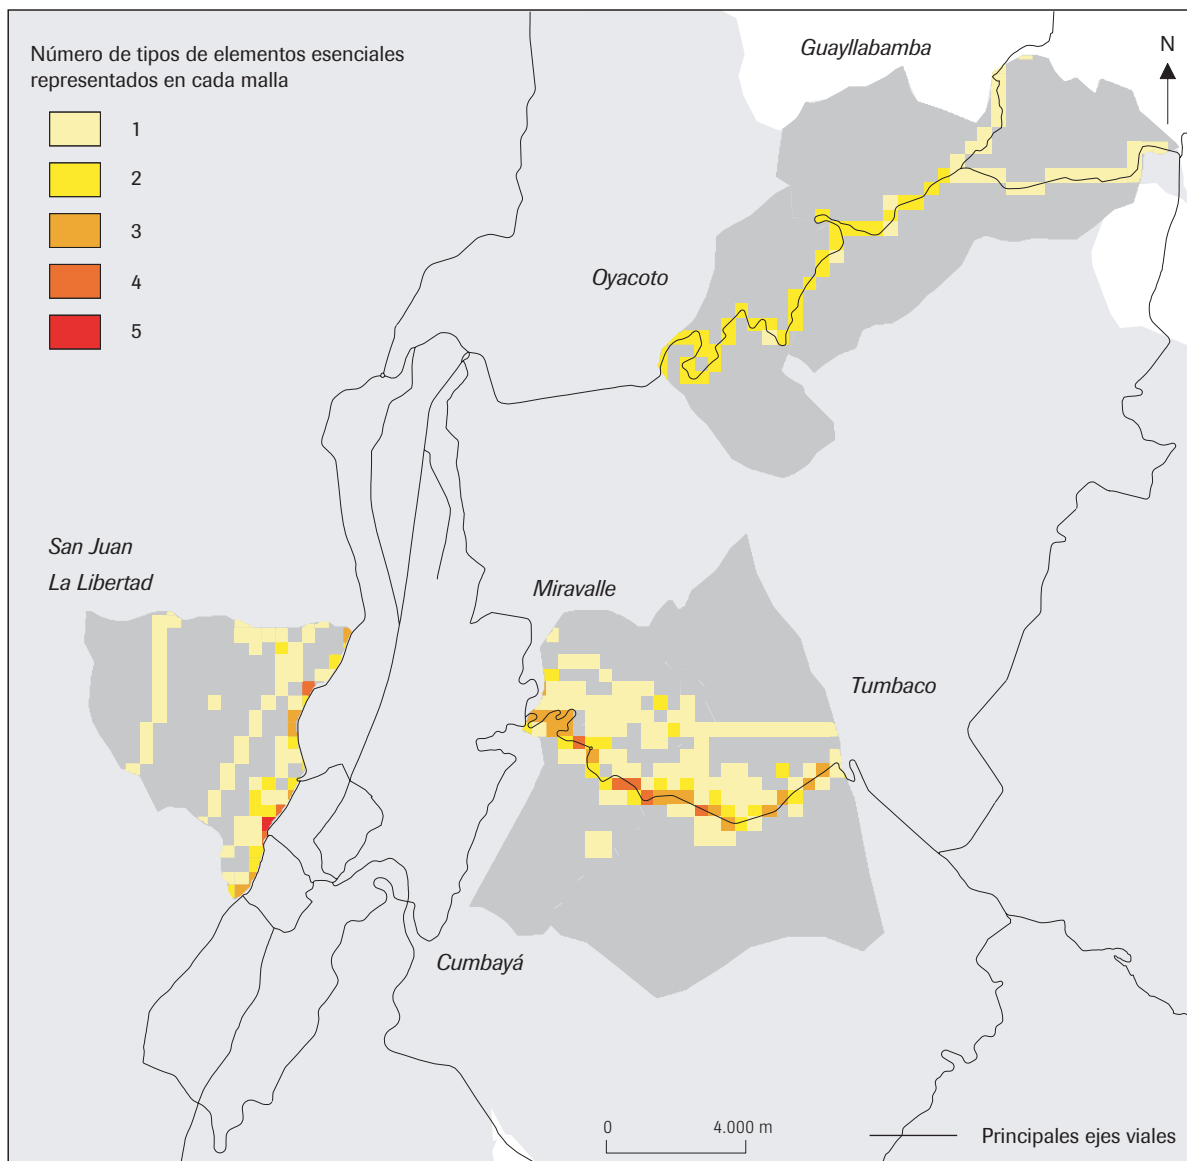 Número de tipos de elementos esenciales
representados en cada malla
1
2
3
4
5
Guayllabamba
N
Oyacoto
San Juan
La Libertad
Miravalle
Tumbaco
Cumbayá
0 4.000 m
Principales ejes viales